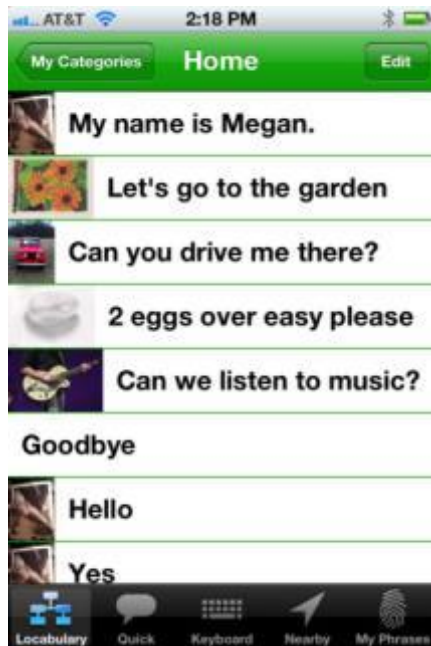 AT&T 2:18 PM
My Categories Home Edit
My name is Megan.
Let's go to the garden
Can you drive me there?
2 eggs over easy please
Can we listen to music?
Goodbye
Hello
Yes
Locabulary Quick Keyboard Nearby My Phrases